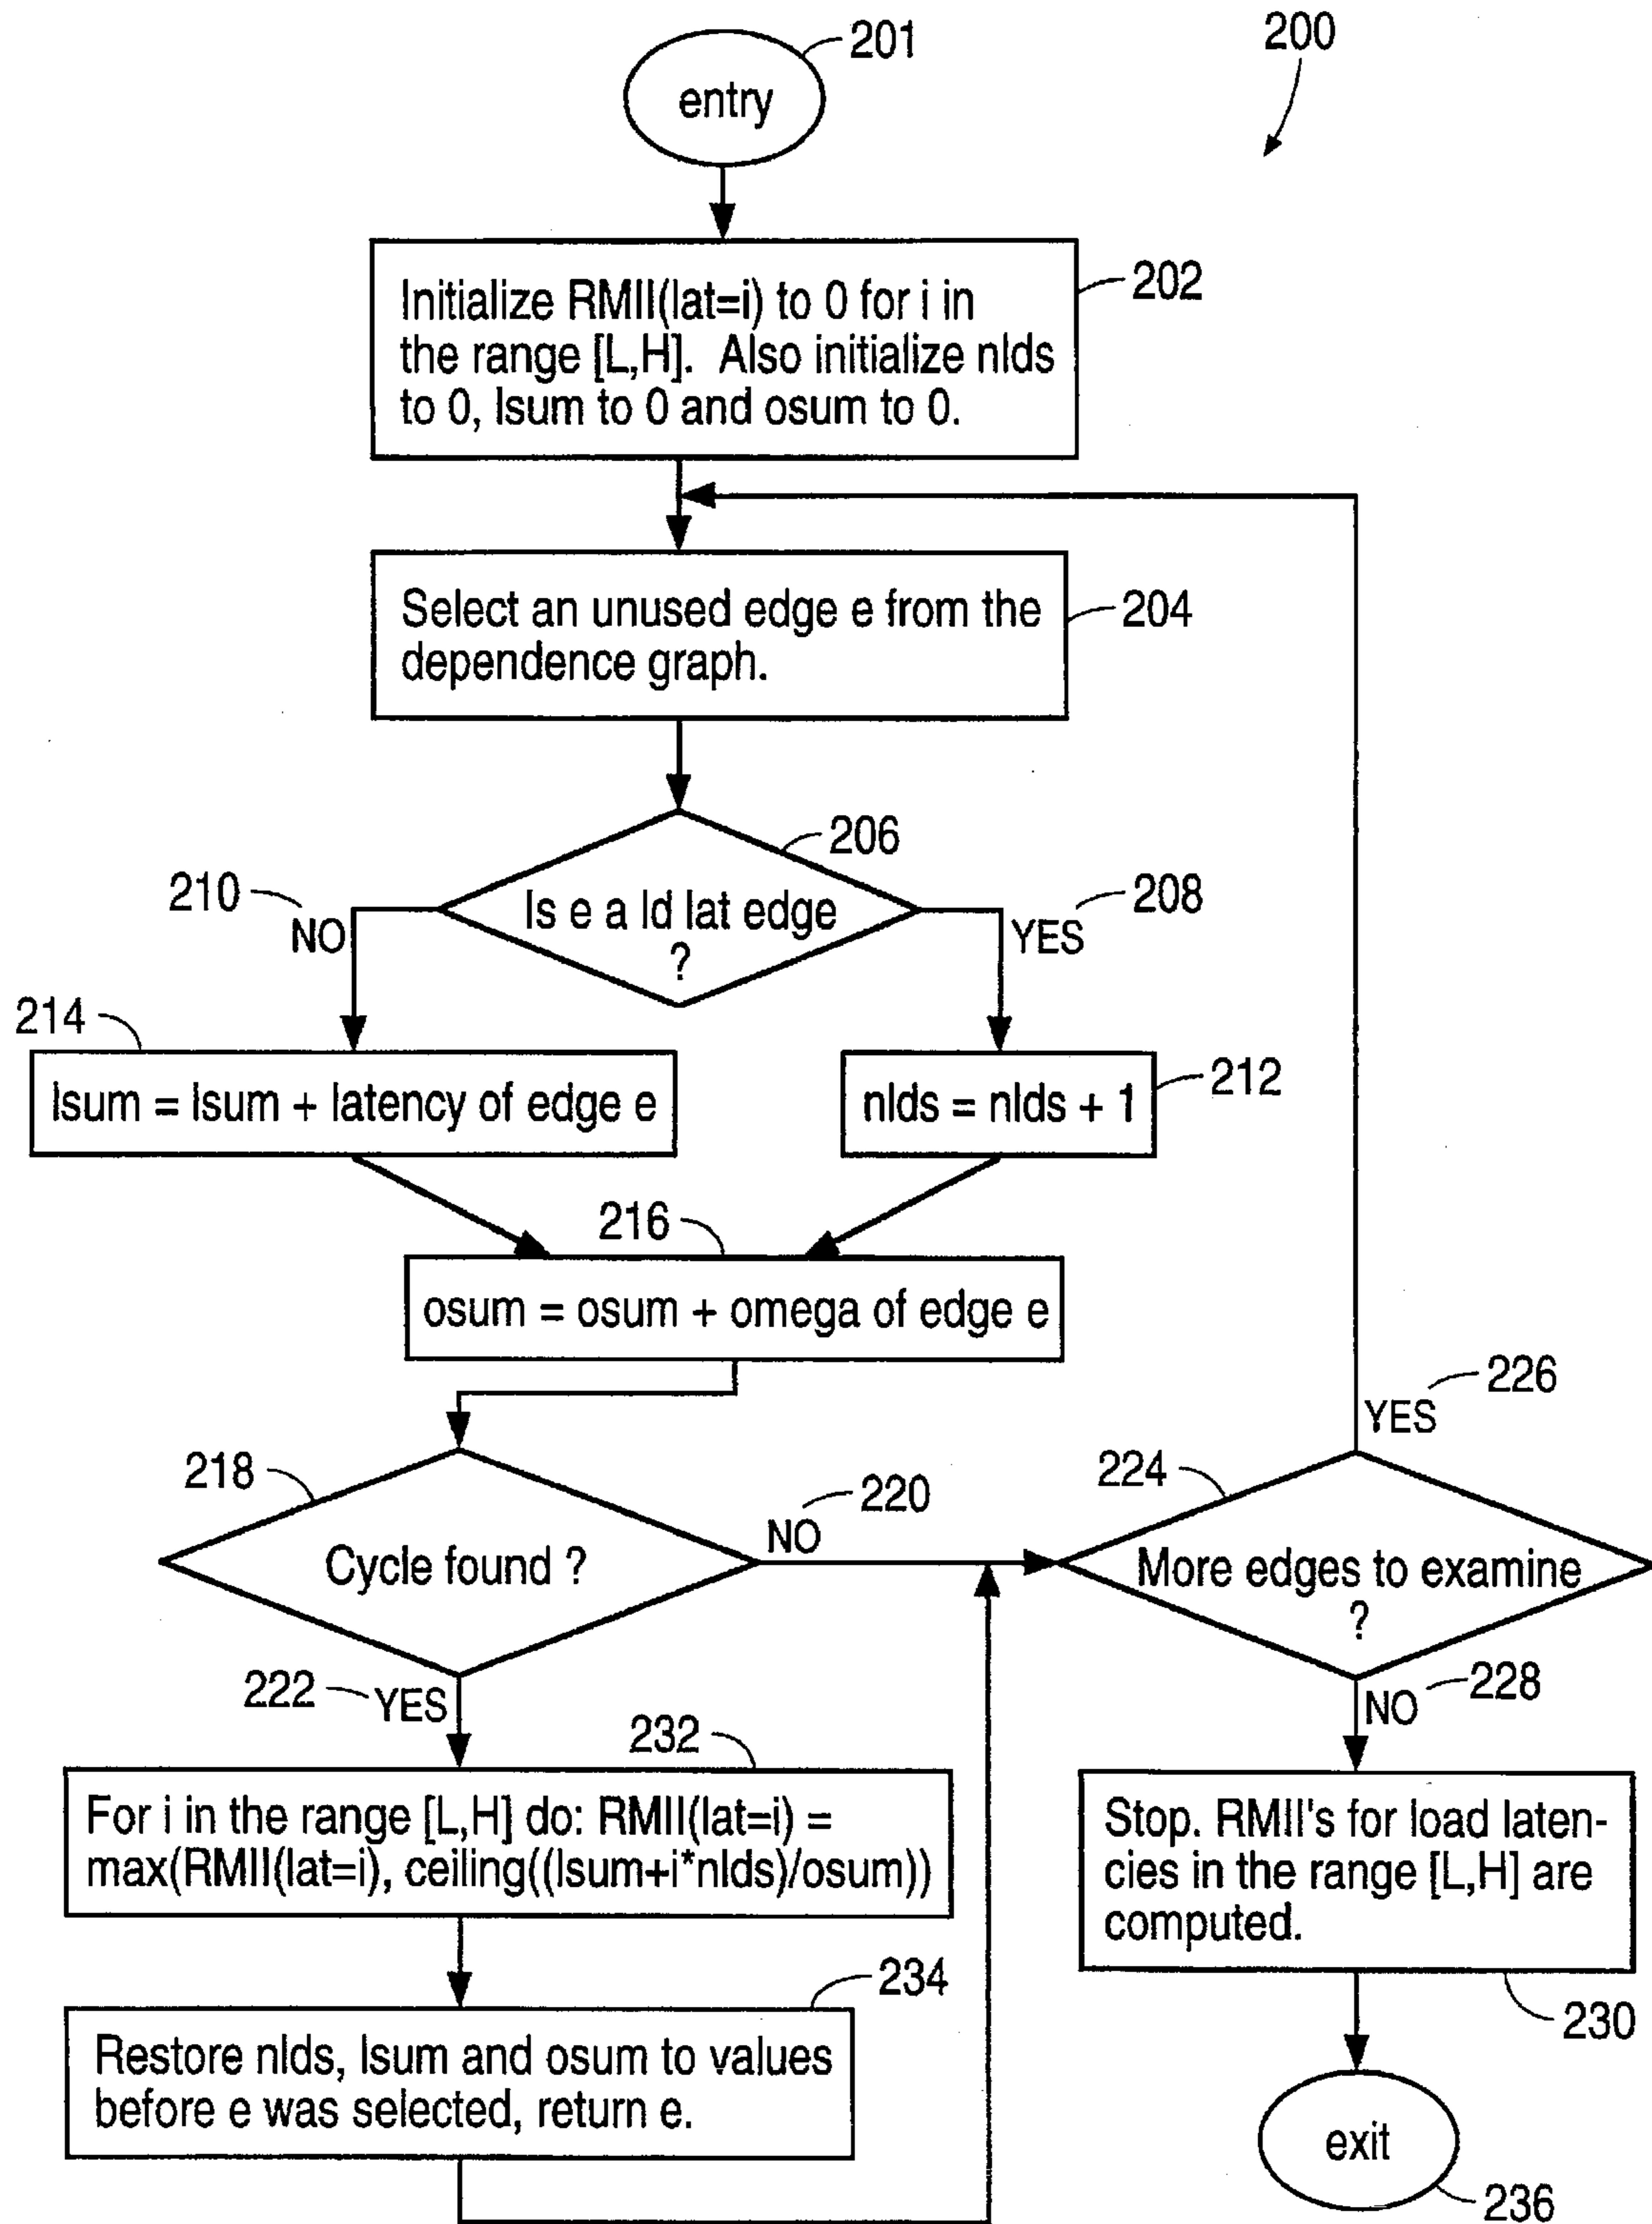 200
201
entry
202
Initialize RMII(lat=i) to 0 for i in
the range [L,H]. Also initialize nlds
to 0, lsum to 0 and osum to 0.
204
Select an unused edge e from the
dependence graph.
206
Is e a ld lat edge
?
210
NO
208
YES
214
lsum = lsum + latency of edge e
212
nlds = nlds + 1
216
osum = osum + omega of edge e
218
Cycle found ?
220
NO
222
YES
224
More edges to examine
?
226
YES
228
NO
232
For i in the range [L,H] do: RMII(lat=i) =
max(RMII(lat=i), ceiling((lsum+i*nlds)/osum))
234
Restore nlds, lsum and osum to values
before e was selected, return e.
Stop. RMII's for load laten-
cies in the range [L,H] are
computed.
230
exit
236